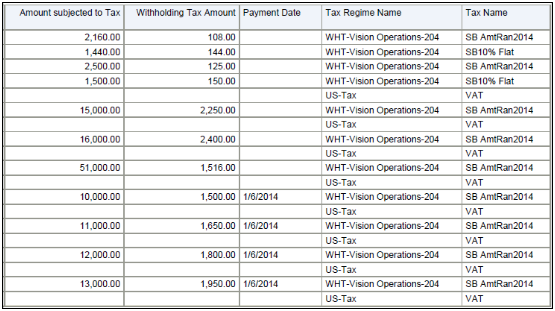 Amount subjected to Tax Withholding Tax Amount Payment Date Tax Regime Name Tax Name
2,160.00 108.00 WHT-Vision Operations-204 SB AmtRan2014
1,440.00 144.00 WHT-Vision Operations-204 SB10% Flat
2,500.00 125.00 WHT-Vision Operations-204 SB AmtRan2014
1,500.00 150.00 WHT-Vision Operations-204 SB10% Flat
US-Tax VAT
15,000.00 2,250.00 WHT-Vision Operations-204 SB AmtRan2014
US-Tax VAT
16,000.00 2,400.00 WHT-Vision Operations-204 SB AmtRan2014
US-Tax VAT
51,000.00 1,516.00 WHT-Vision Operations-204 SB AmtRan2014
US-Tax VAT
10,000.00 1,500.00 1/6/2014 WHT-Vision Operations-204 SB AmtRan2014
US-Tax VAT
11,000.00 1,650.00 1/6/2014 WHT-Vision Operations-204 SB AmtRan2014
US-Tax VAT
12,000.00 1,800.00 1/6/2014 WHT-Vision Operations-204 SB AmtRan2014
US-Tax VAT
13,000.00 1,950.00 1/6/2014 WHT-Vision Operations-204 SB AmtRan2014
US-Tax VAT